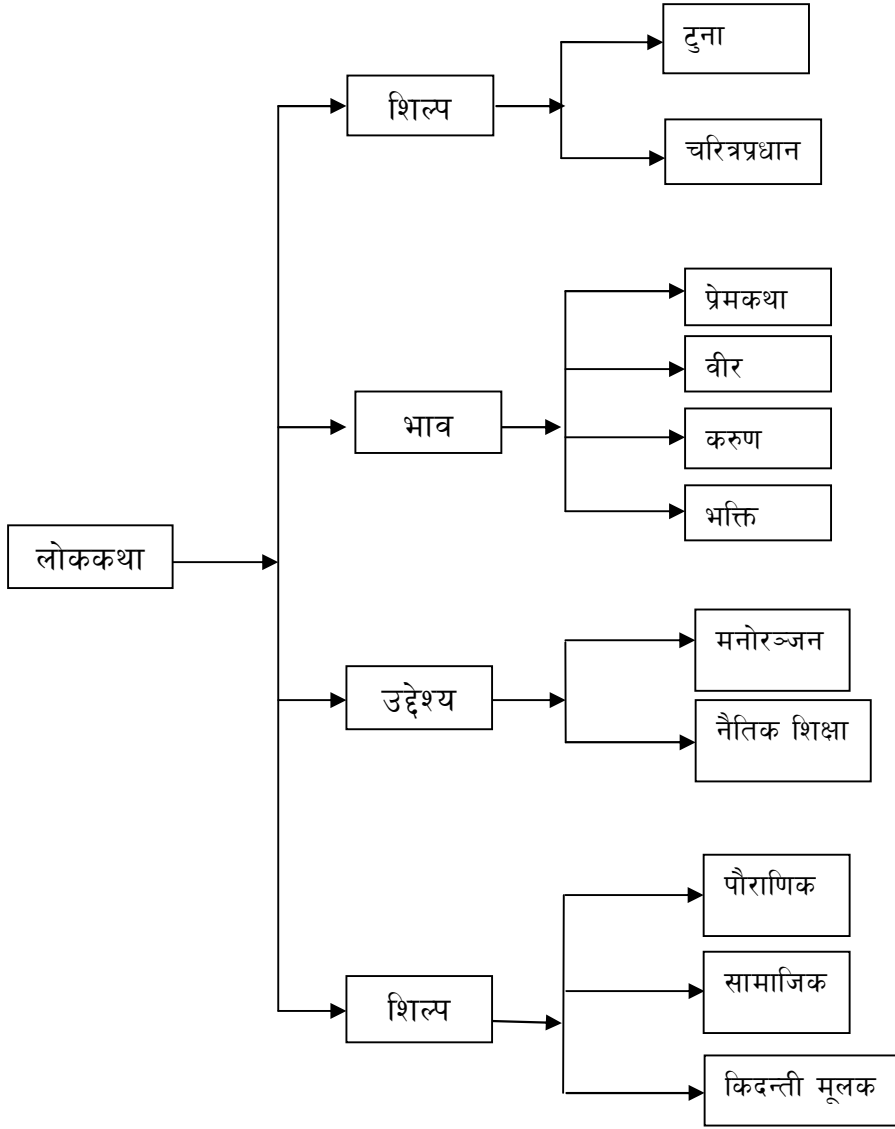 लोककथा
शिल्प
टुना
चरित्रप्रधान
भाव
प्रेमकथा
वीर
करुण
भक्ति
उद्देश्य
मनोरञ्जन
नैतिक शिक्षा
शिल्प
पौराणिक
सामाजिक
किदन्ती मूलक